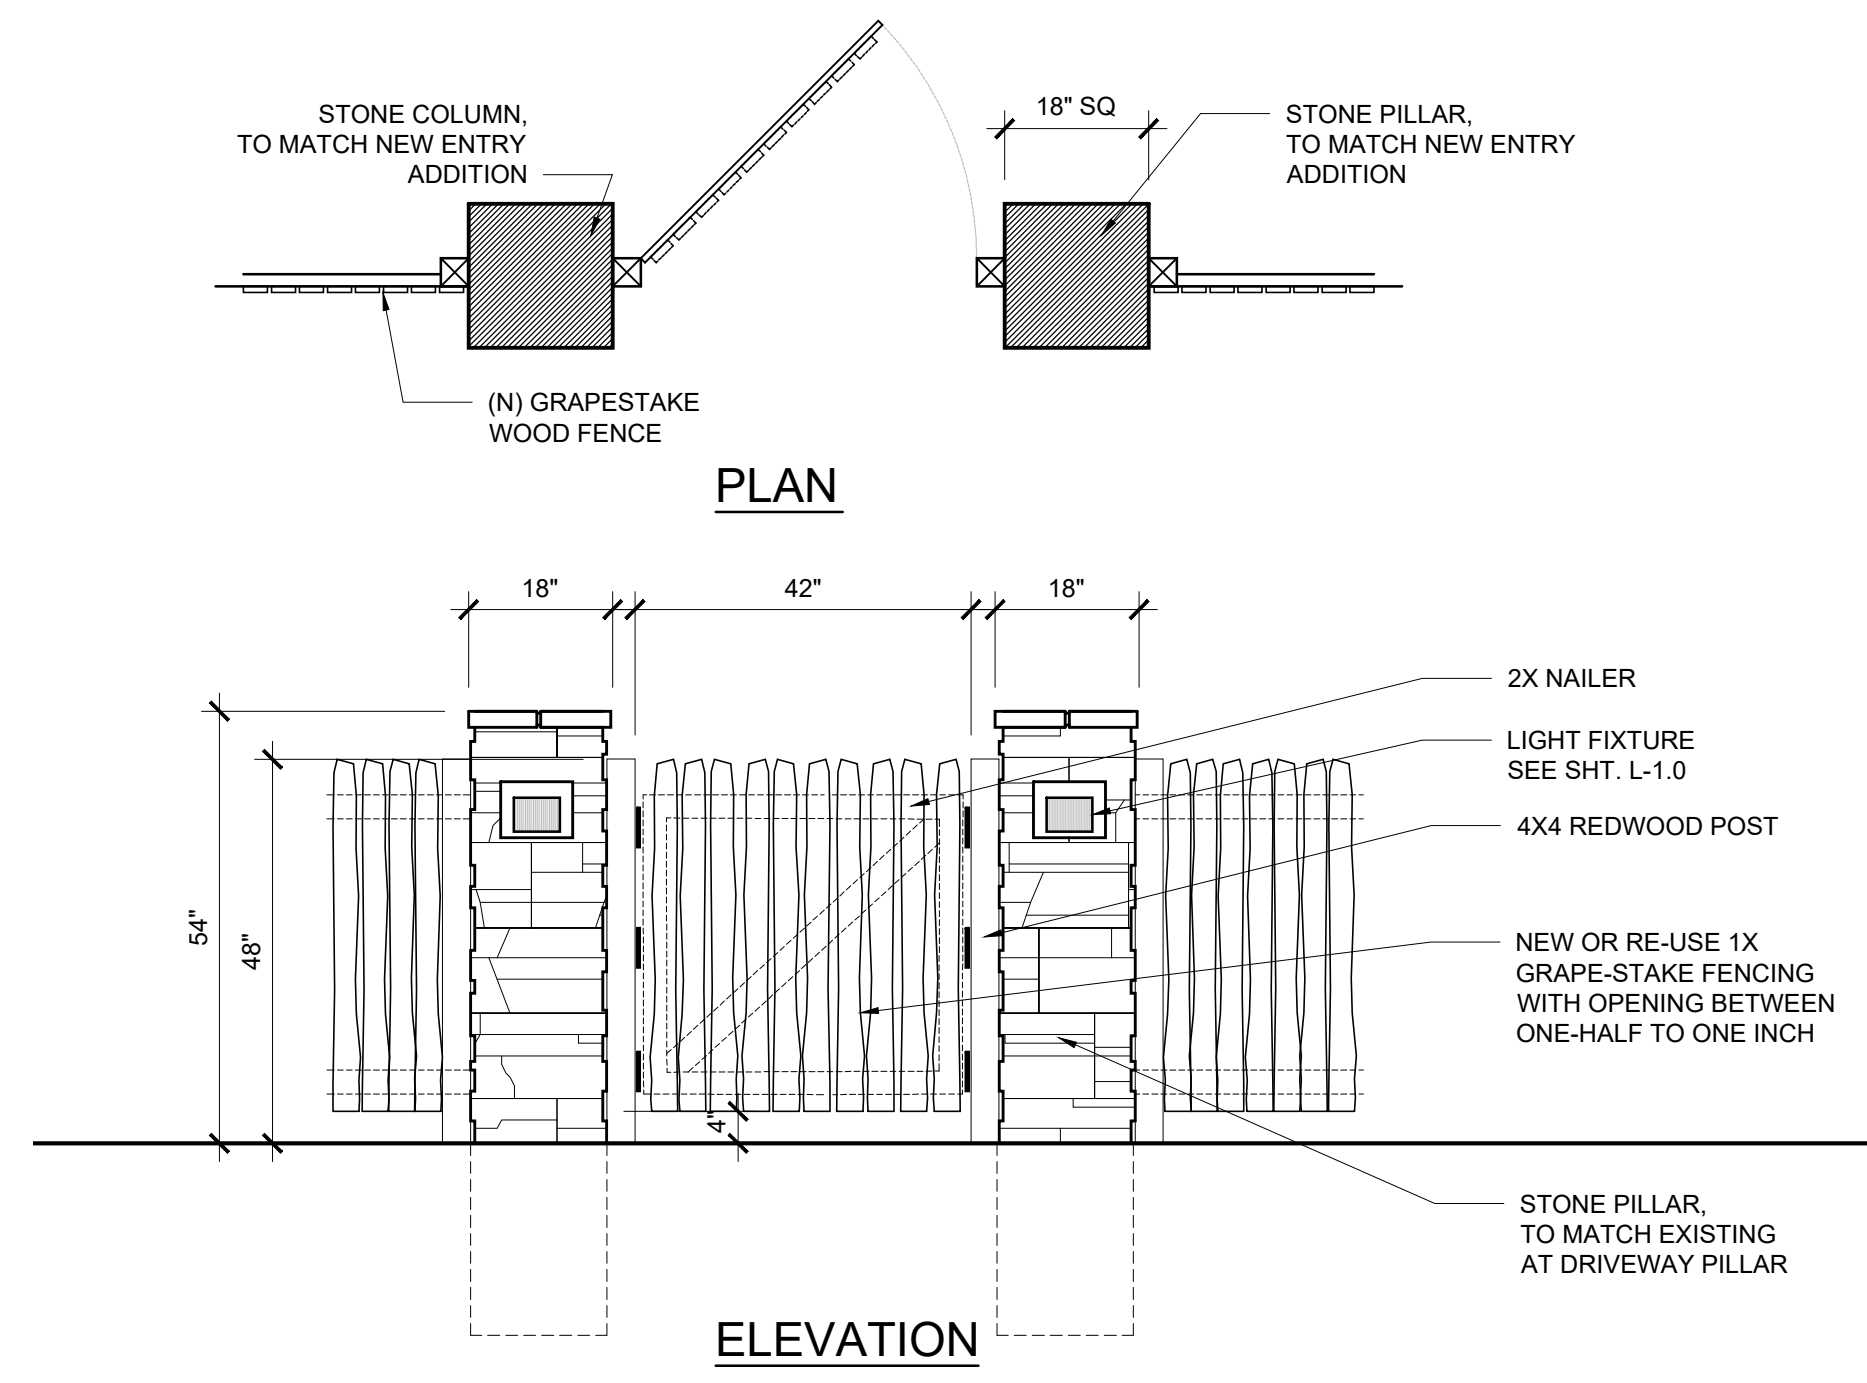 STONE COLUMN,
TO MATCH NEW ENTRY
ADDITION
18" SQ
STONE PILLAR,
TO MATCH NEW ENTRY
ADDITION
(N) GRAPESTAKE
WOOD FENCE
PLAN
18"
42"
18"
2X NAILER
LIGHT FIXTURE
SEE SHT. L-1.0
4X4 REDWOOD POST
54"
48"
NEW OR RE-USE 1X
GRAPE-STAKE FENCING
WITH OPENING BETWEEN
ONE-HALF TO ONE INCH
4"
STONE PILLAR,
TO MATCH EXISTING
AT DRIVEWAY PILLAR
ELEVATION